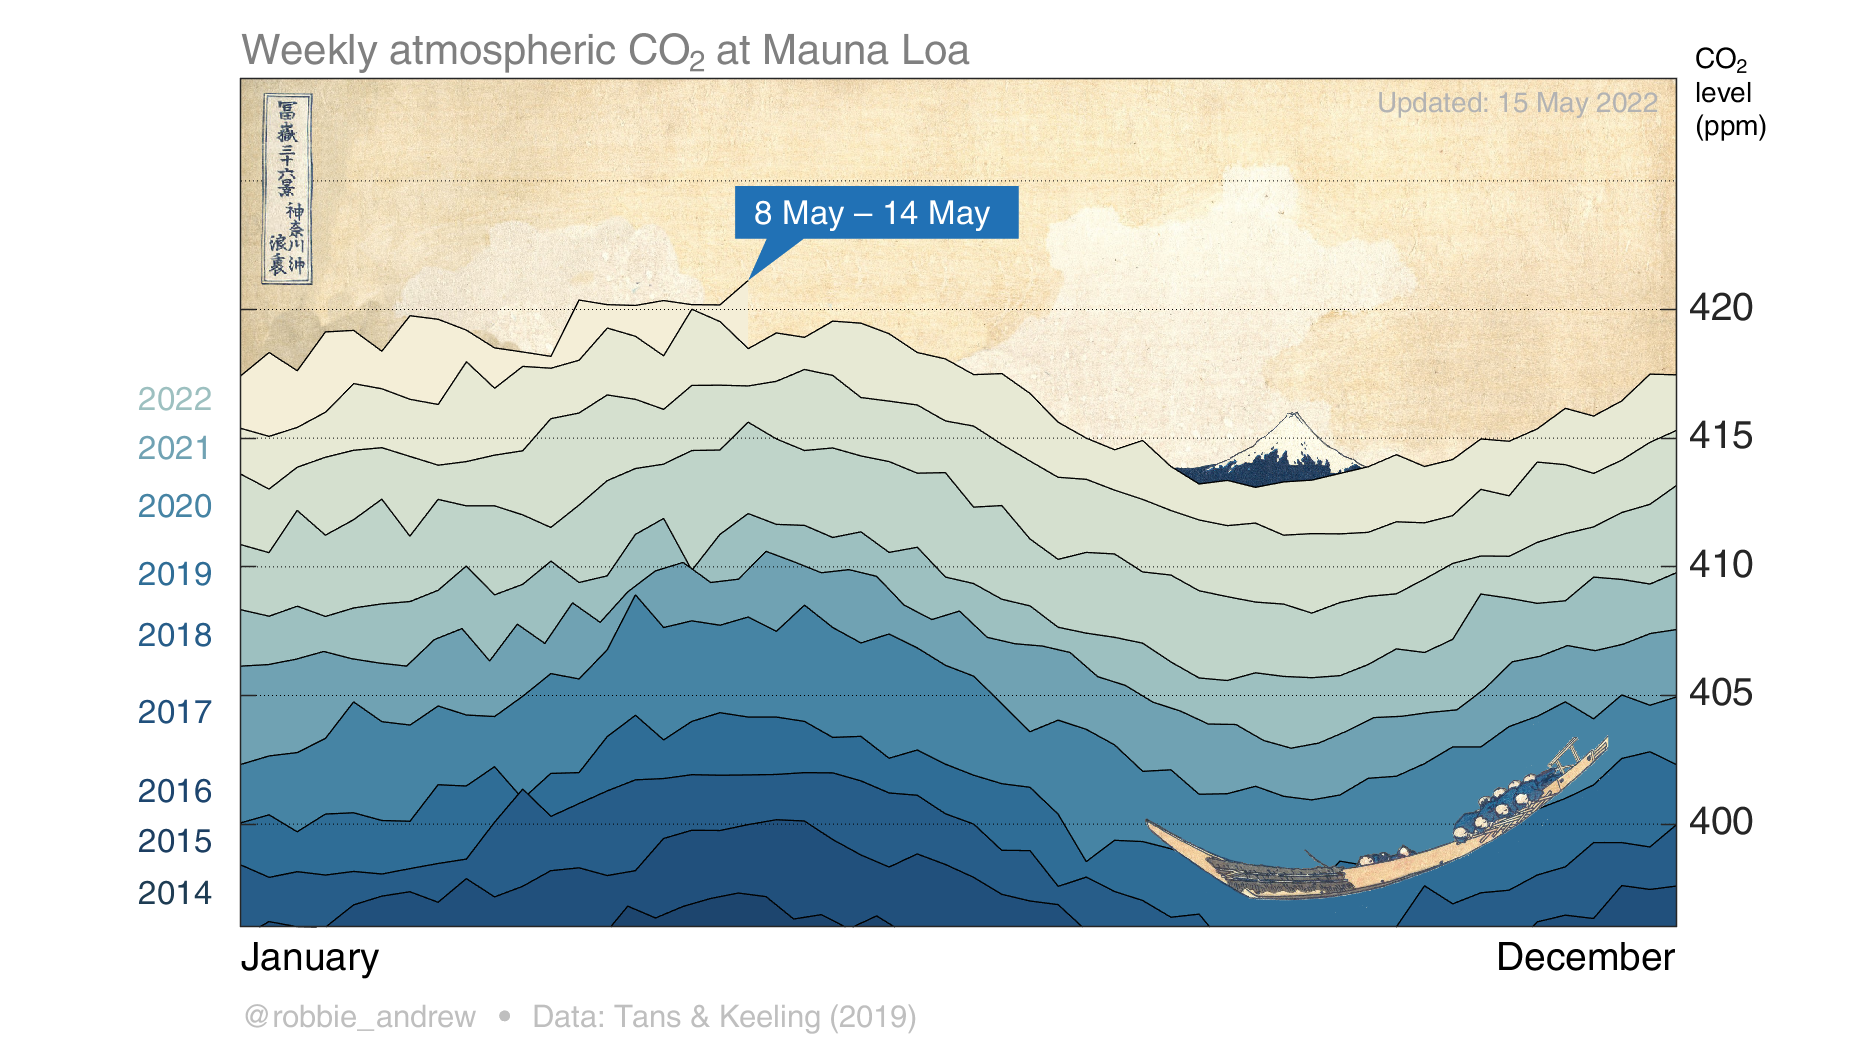 Weekly atmospheric CO₂ at Mauna Loa
CO₂
level
(ppm)
Updated: 15 May 2022
冨嶽三十六景
神奈川沖
浪裏
8 May – 14 May
420
415
410
405
400
2022
2021
2020
2019
2018
2017
2016
2015
2014
January
December
@robbie_andrew • Data: Tans & Keeling (2019)